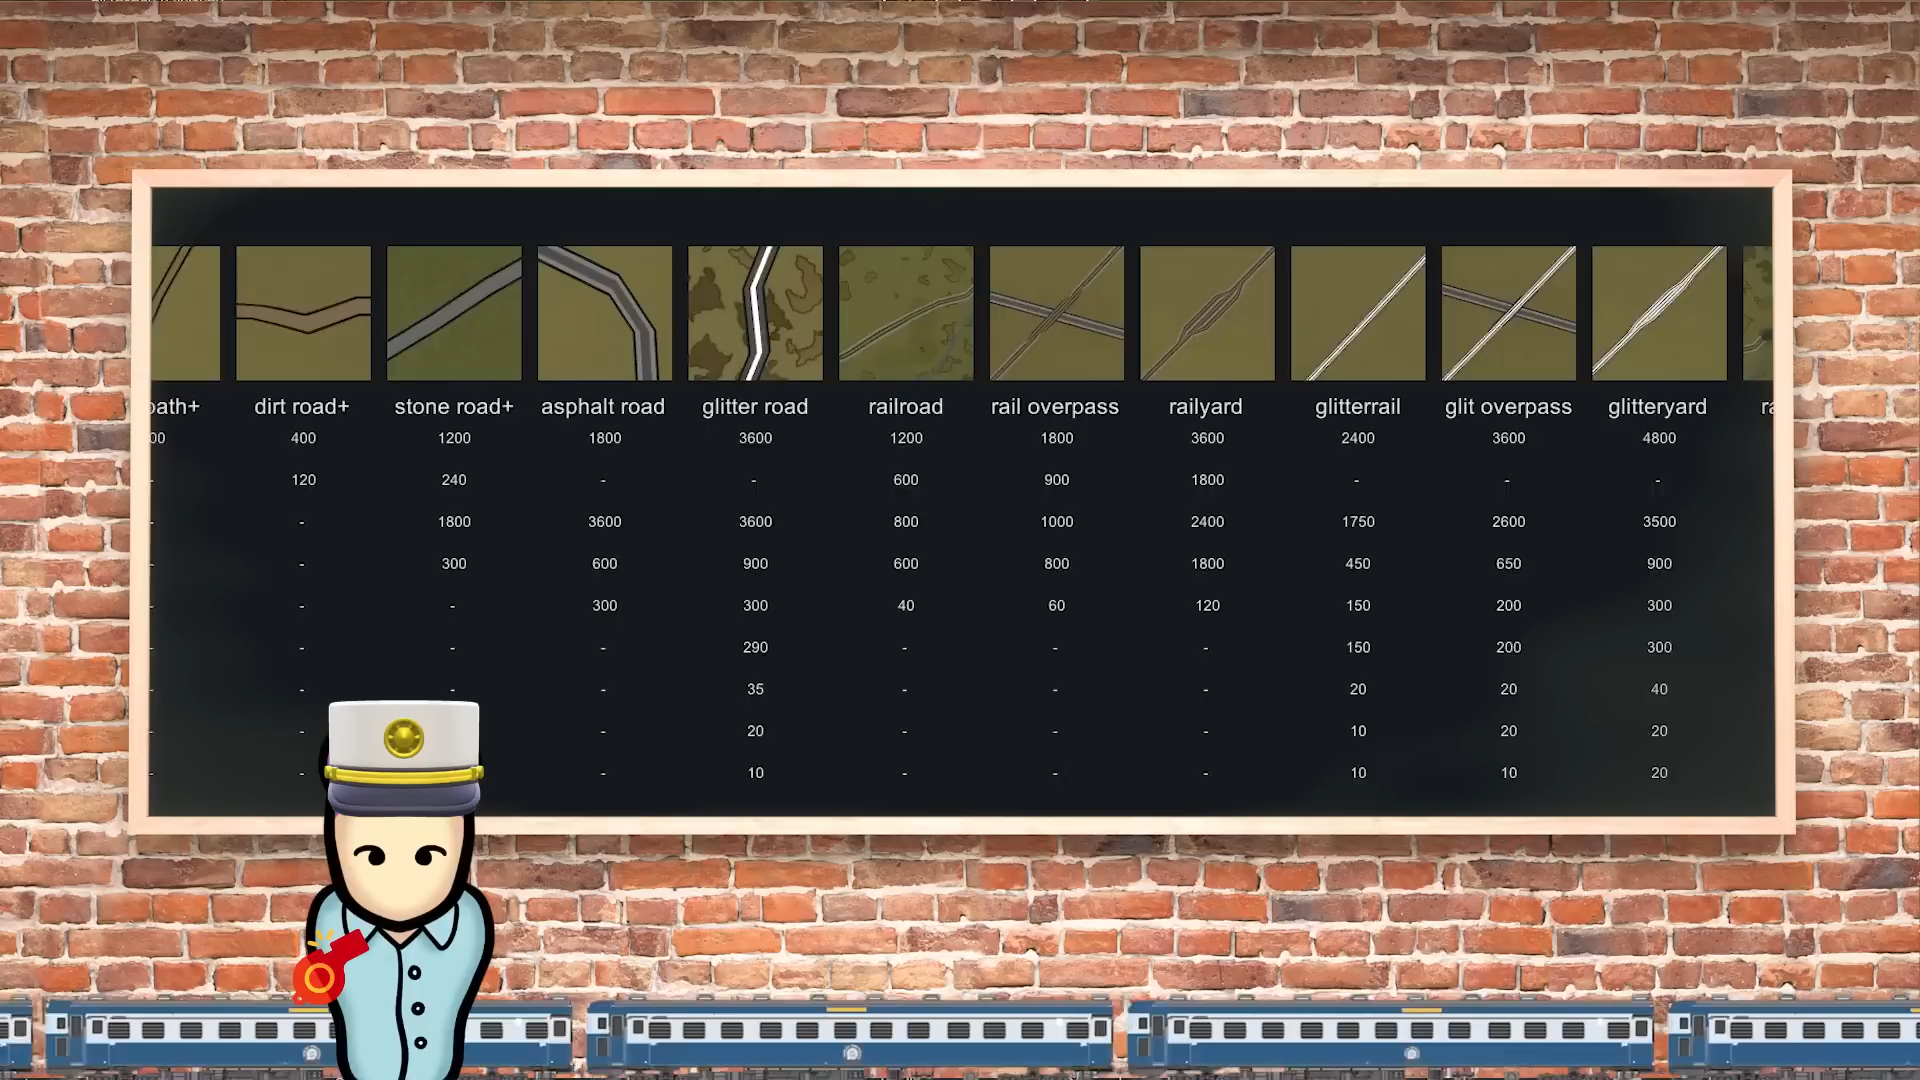 path+ dirt road+ stone road+ asphalt road glitter road railroad rail overpass railyard glitterrail glit overpass glitteryard
00 400 1200 1800 3600 1200 1800 3600 2400 3600 4800
- 120 240 - - 600 900 1800 - - -
- - 1800 3600 3600 800 1000 2400 1750 2600 3500
- - 300 600 900 600 800 1800 450 650 900
- - - 300 300 40 60 120 150 200 300
- - - - 290 - - - 150 200 300
- - - - 35 - - - 20 20 40
- - - 20 - - - 10 20 20
- - - 10 - - - 10 10 20